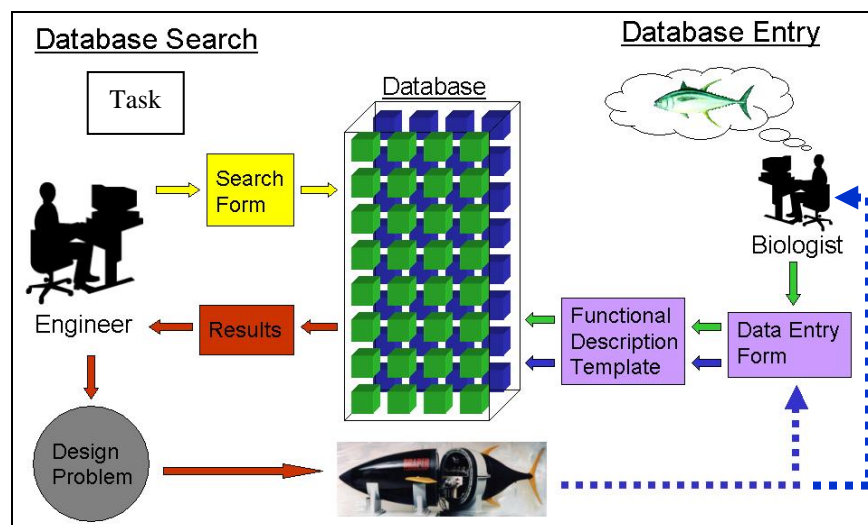 Database Search
Database Entry
Task
Database
Search
Form
Biologist
Engineer
Results
Functional
Description
Template
Data Entry
Form
Design
Problem